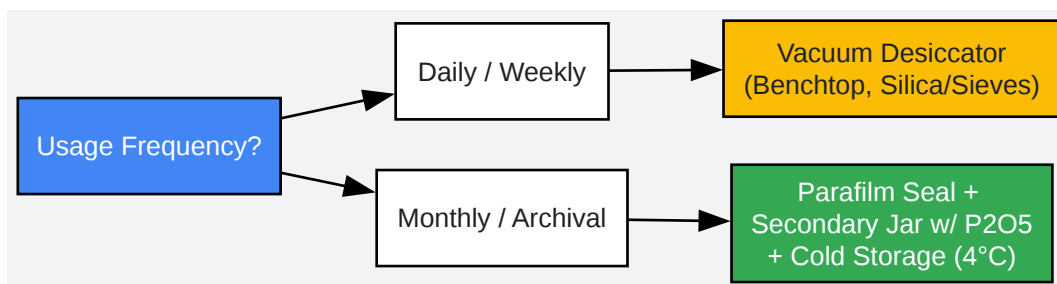 Usage Frequency?
Daily / Weekly
Vacuum Desiccator
(Benchtop, Silica/Sieves)
Monthly / Archival
Parafilm Seal +
Secondary Jar w/ P2O5
+ Cold Storage (4°C)